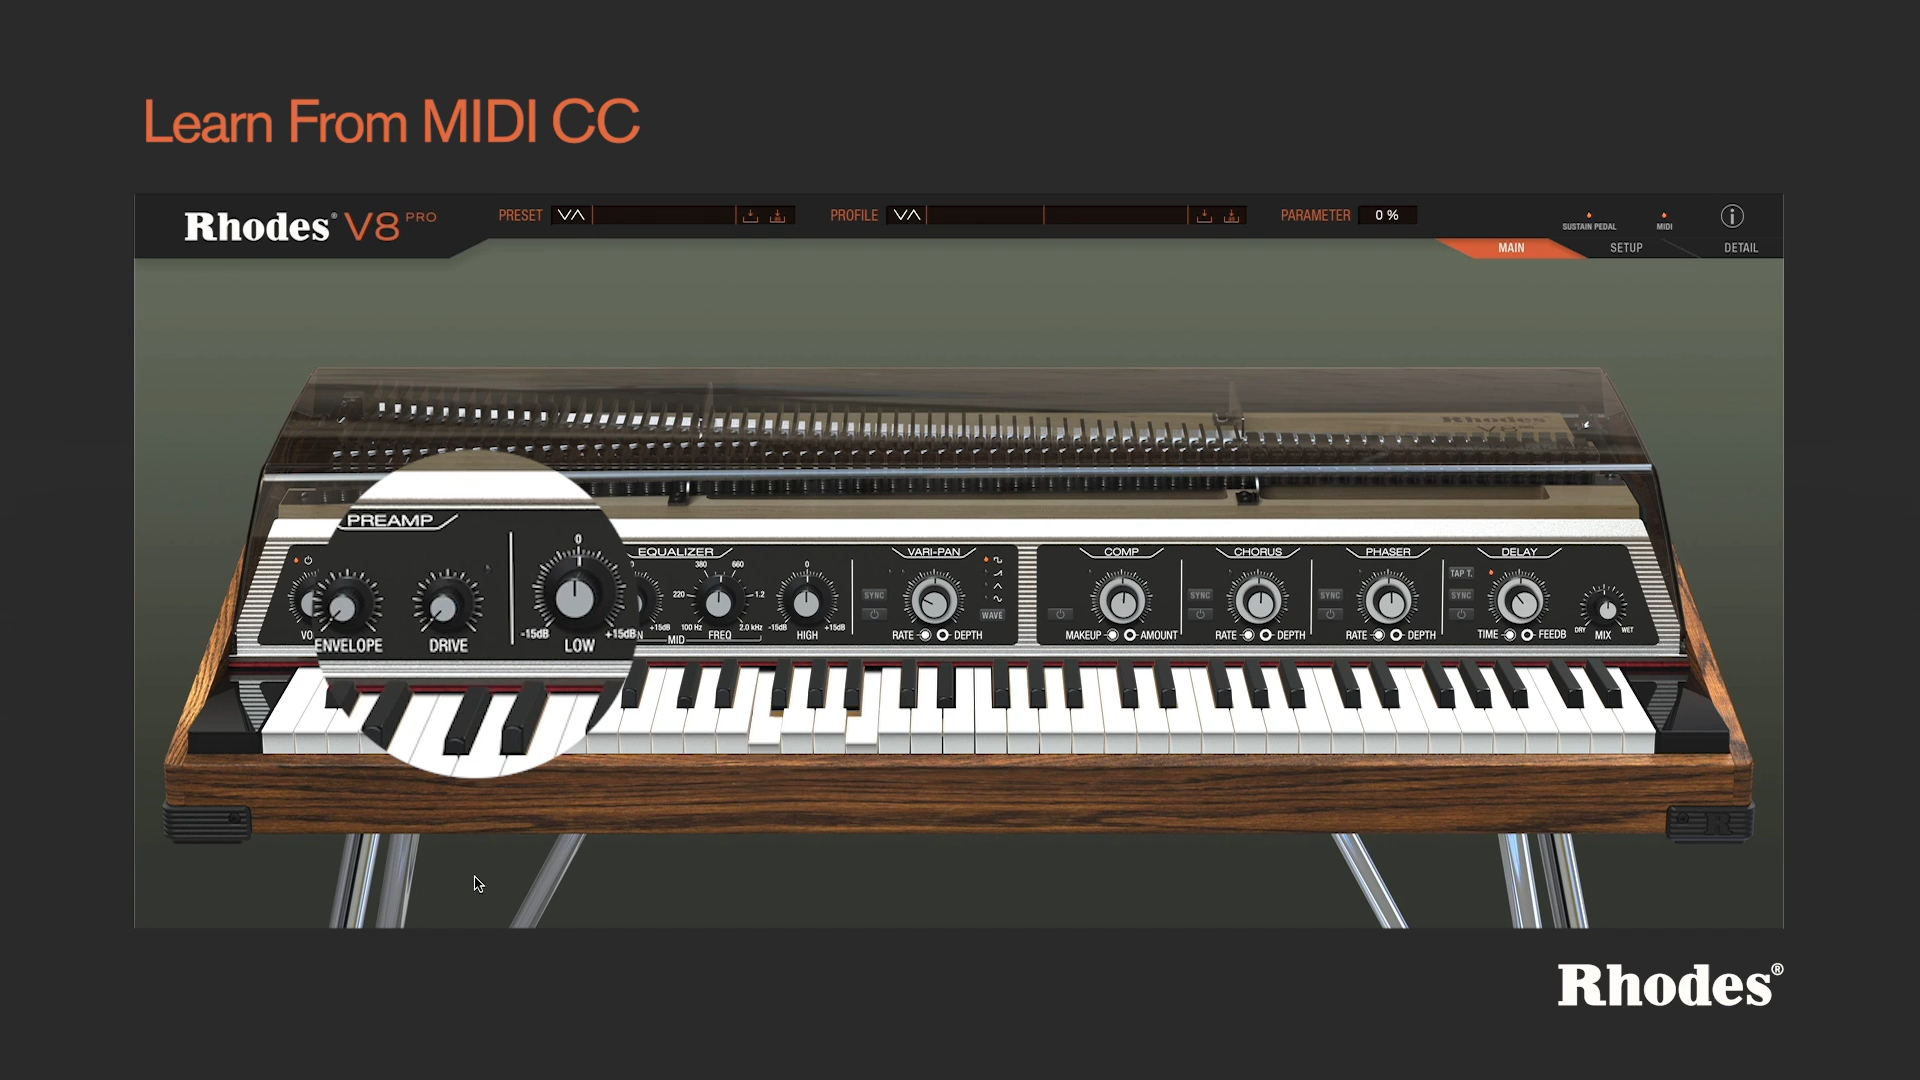 Learn From MIDI CC
Rhodes® V8 PRO
PRESET
PROFILE
PARAMETER 0 %
SUSTAIN PEDAL
MIDI
MAIN
SETUP
DETAIL
Rhodes
PREAMP
ENVELOPE
DRIVE
0
-15dB
+15dB
LOW
EQUALIZER
+15dB
MID
380
660
220
1.2
100 Hz
2.0 kHz
FREQ
0
-15dB
+15dB
HIGH
VARI-PAN
SYNC
WAVE
RATE
DEPTH
COMP
MAKEUP
AMOUNT
CHORUS
SYNC
RATE
DEPTH
PHASER
SYNC
RATE
DEPTH
DELAY
TAP T.
SYNC
TIME
FEEDB
DRY
MIX
WET
R
Rhodes®